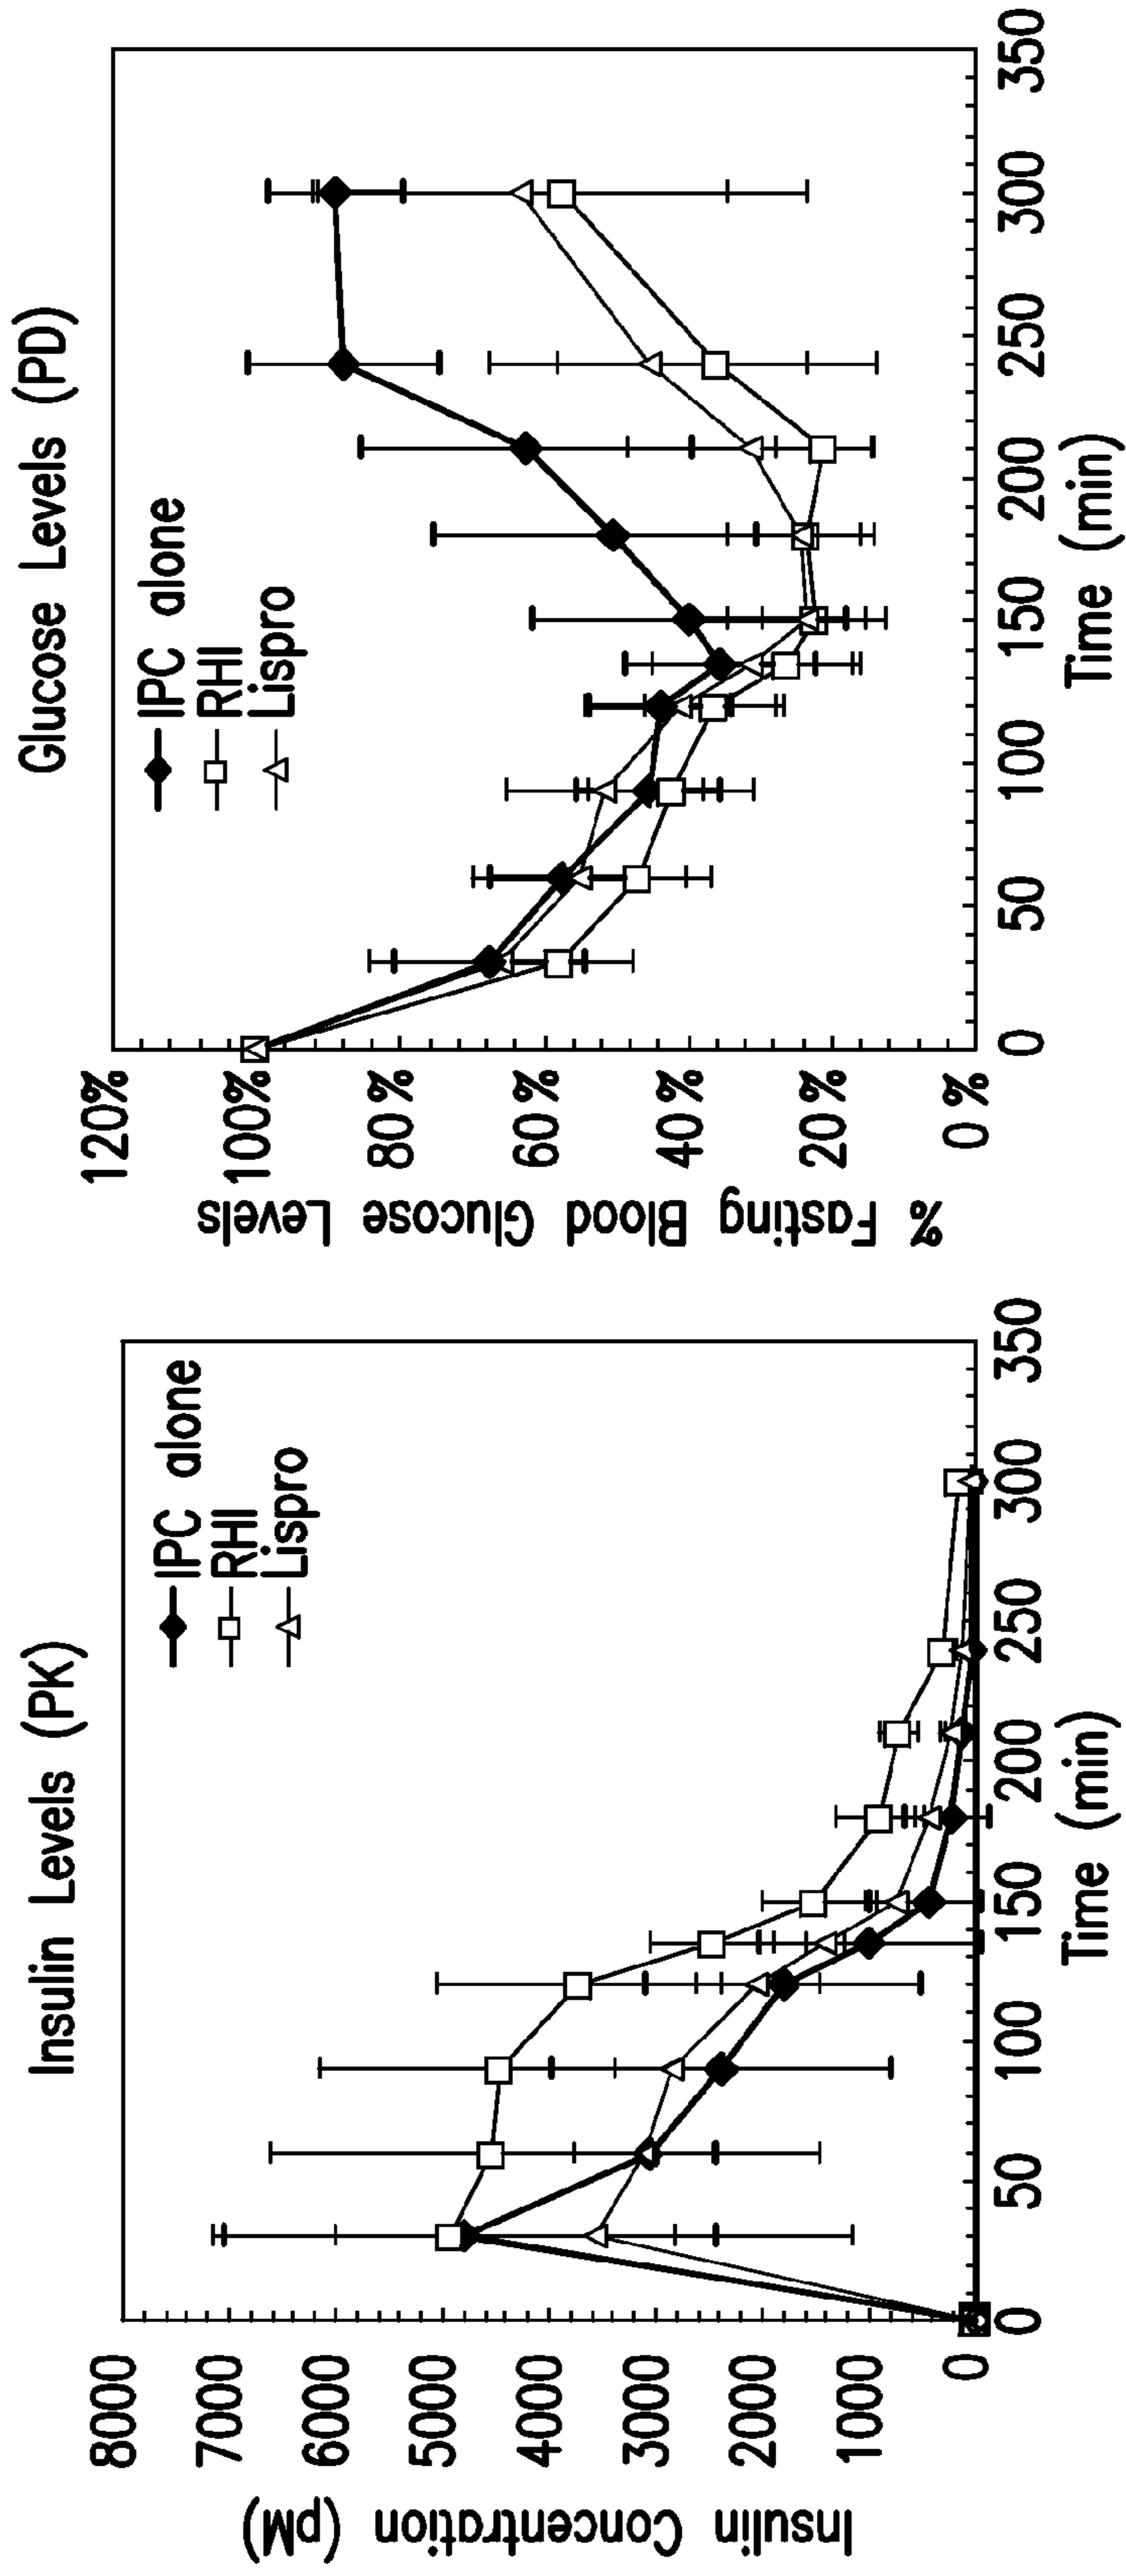 Insulin Levels (PK)
Insulin Concentration (pM)
8000
7000
6000
5000
4000
3000
2000
1000
0
IPC alone
RHI
Lispro
0 50 100 150 200 250 300 350
Time (min)
Glucose Levels (PD)
% Fasting Blood Glucose Levels
120%
100%
80%
60%
40%
20%
0%
IPC alone
RHI
Lispro
0 50 100 150 200 250 300 350
Time (min)